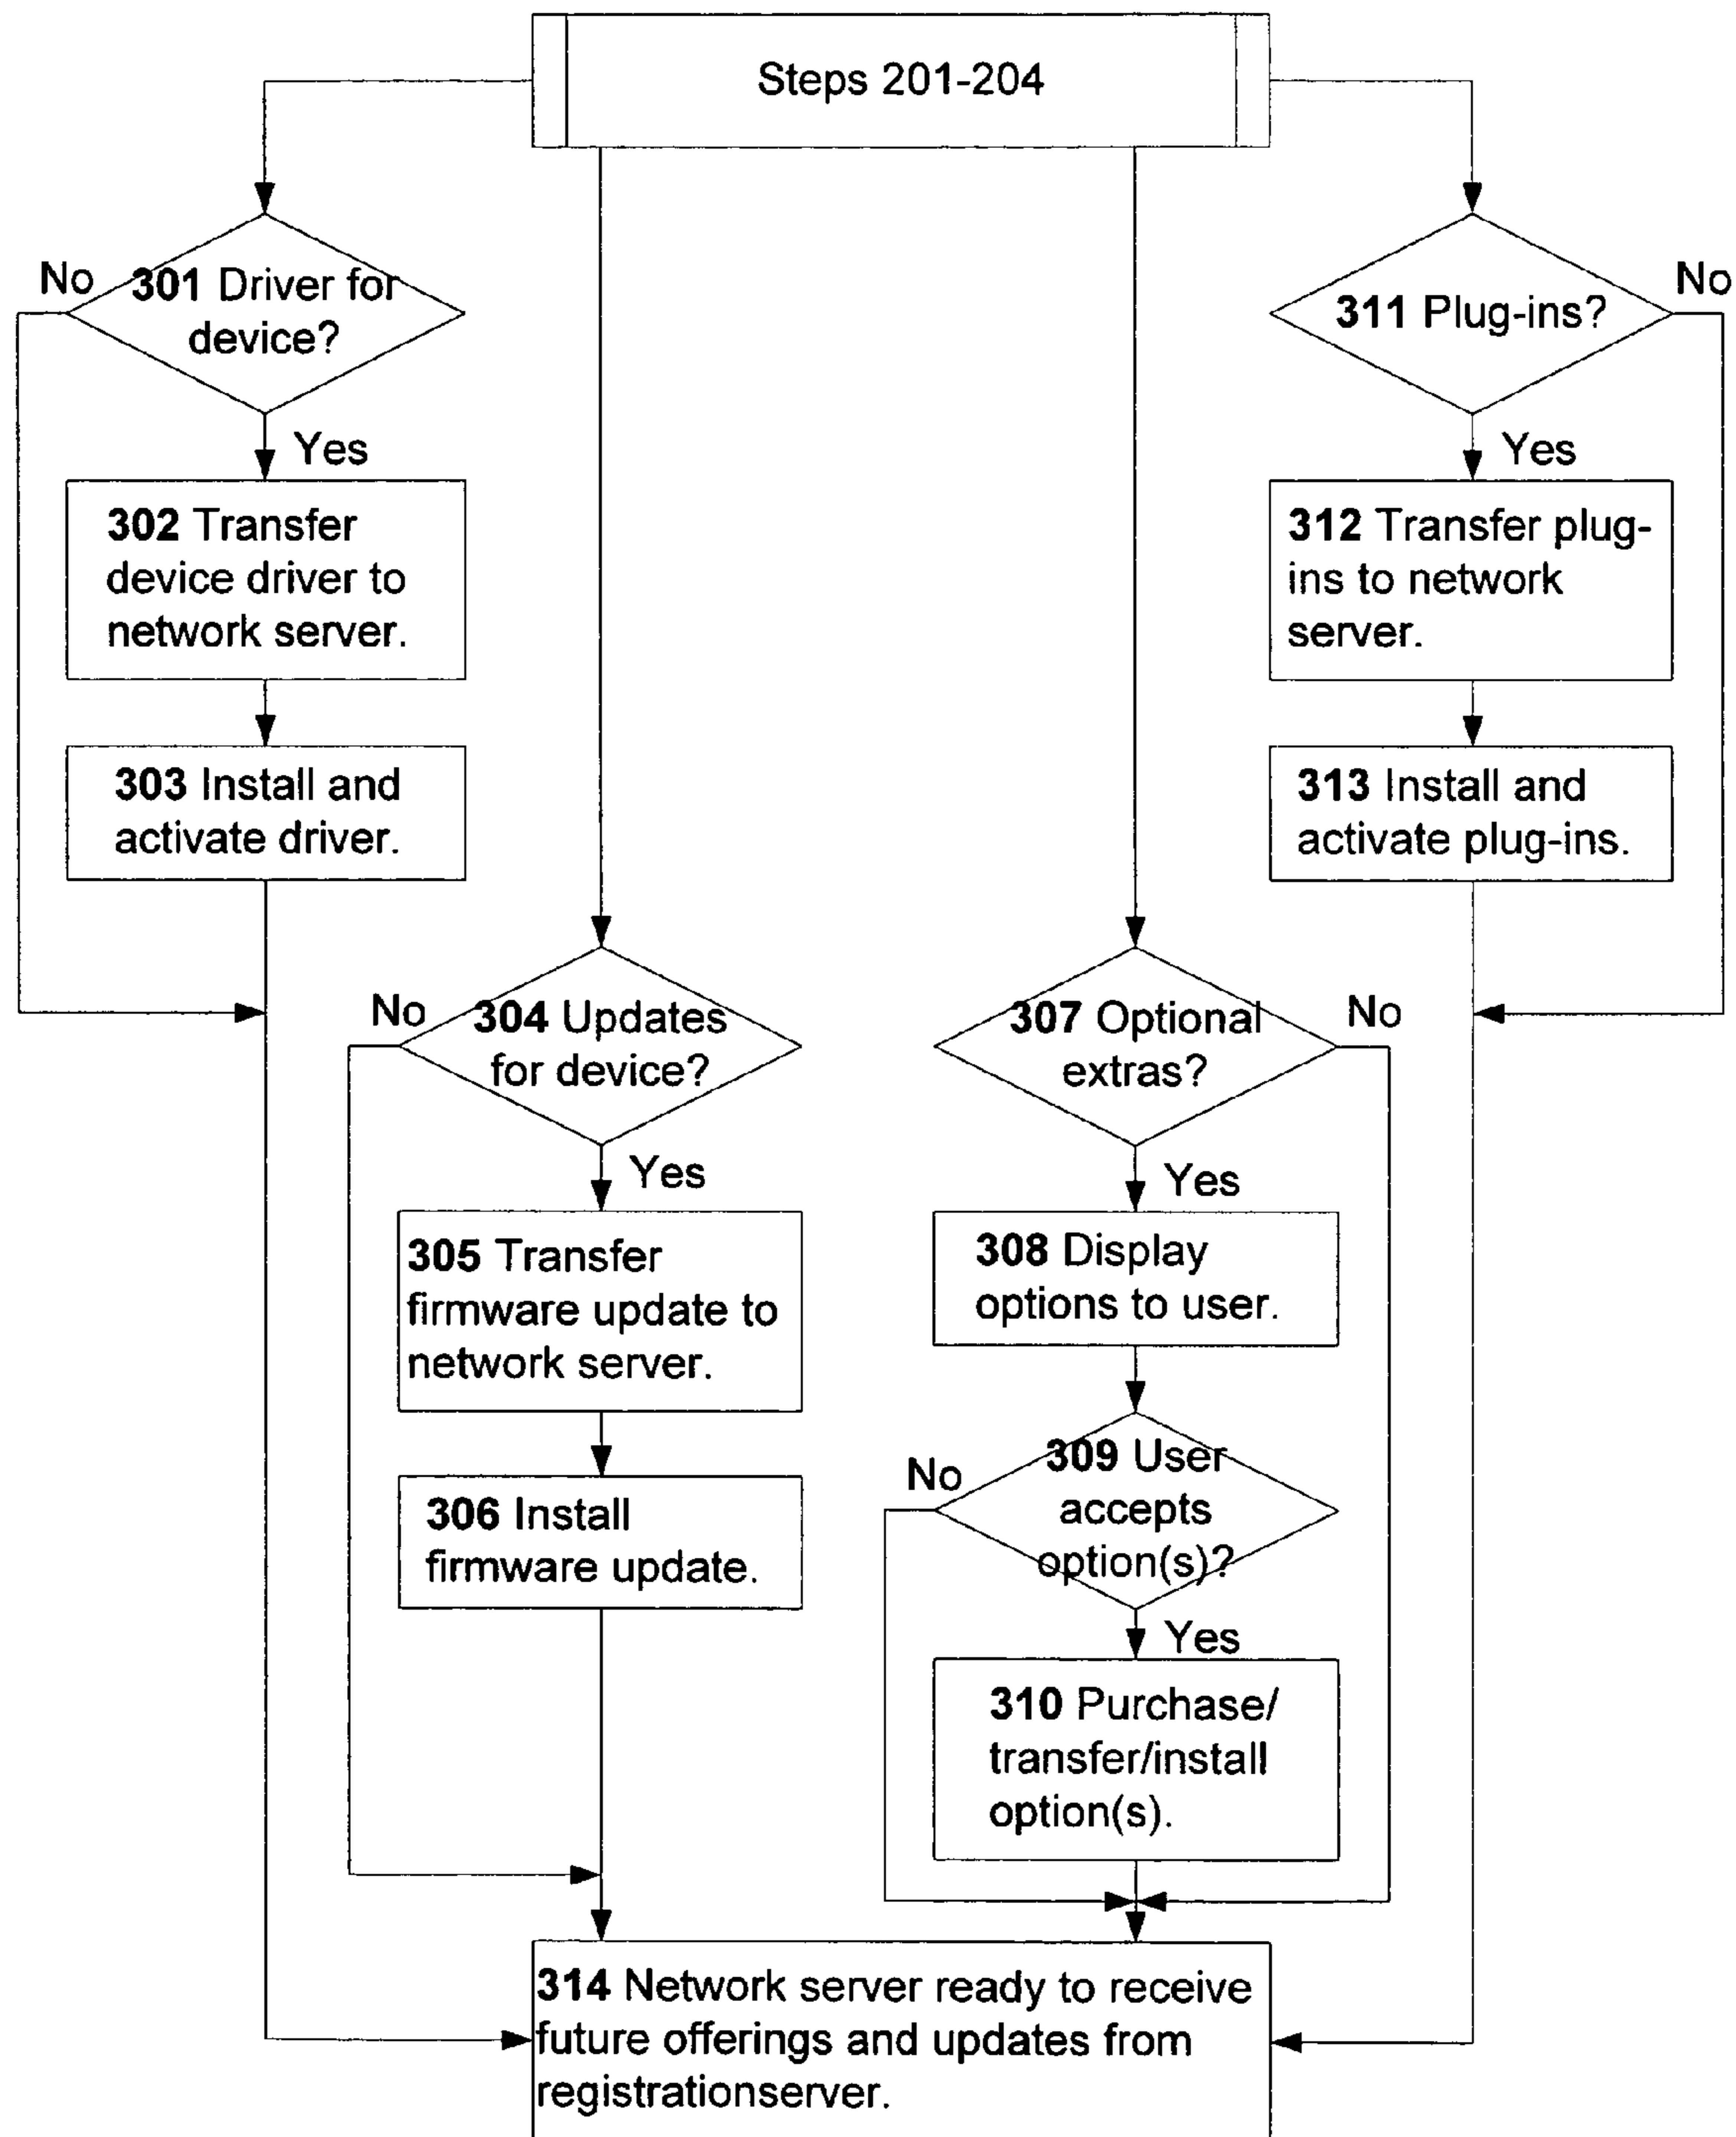 Steps 201-204
No
301 Driver for
device?
Yes
302 Transfer
device driver to
network server.
303 Install and
activate driver.
No
304 Updates
for device?
Yes
305 Transfer
firmware update to
network server.
306 Install
firmware update.
307 Optional
extras?
No
Yes
308 Display
options to user.
No
309 User
accepts
option(s)?
Yes
310 Purchase/
transfer/install
option(s).
311 Plug-ins?
No
Yes
312 Transfer plug-
ins to network
server.
313 Install and
activate plug-ins.
314 Network server ready to receive
future offerings and updates from
registrationserver.